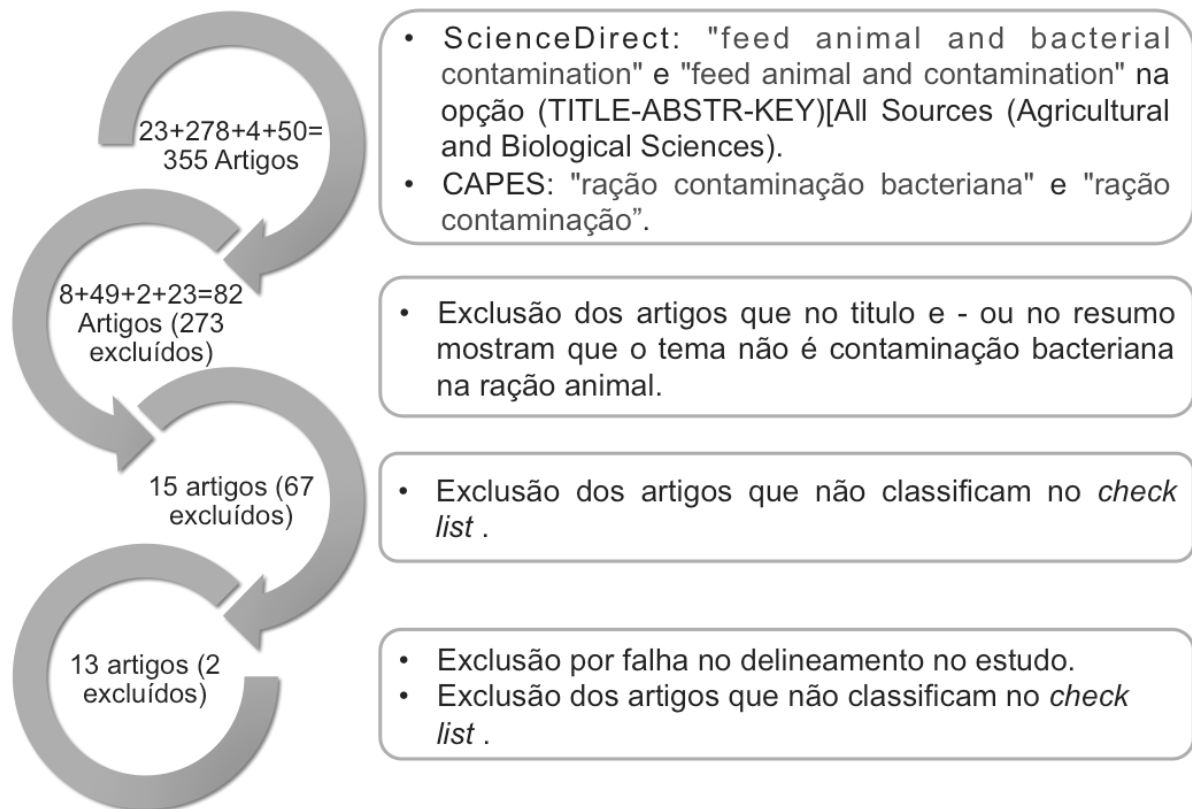 23+278+4+50=
355 Artigos
• ScienceDirect: "feed animal and bacterial
contamination" e "feed animal and contamination" na
opção (TITLE-ABSTR-KEY)[All Sources (Agricultural
and Biological Sciences).
• CAPES: "ração contaminação bacteriana" e "ração
contaminação”.
8+49+2+23=82
Artigos (273
excluídos)
• Exclusão dos artigos que no titulo e - ou no resumo
mostram que o tema não é contaminação bacteriana
na ração animal.
15 artigos (67
excluídos)
• Exclusão dos artigos que não classificam no check
list .
13 artigos (2
excluídos)
• Exclusão por falha no delineamento no estudo.
• Exclusão dos artigos que não classificam no check
list .